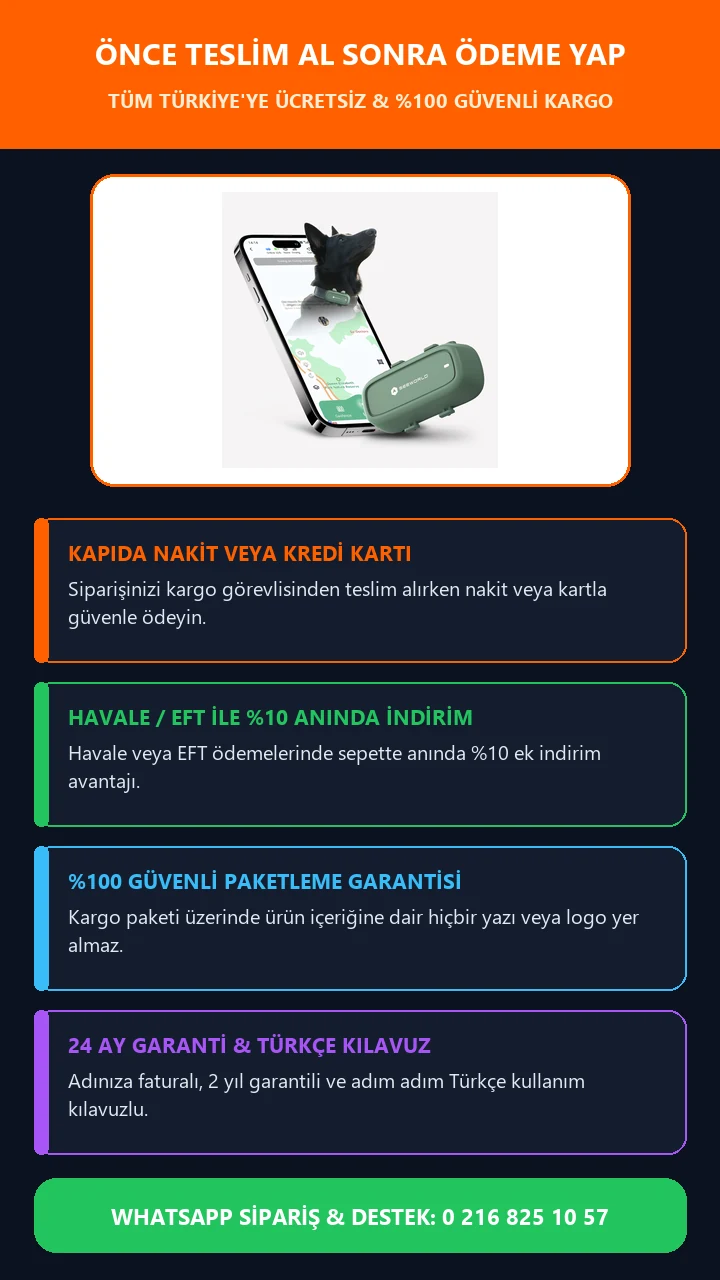 ÖNCE TESLİM AL SONRA ÖDEME YAP
TÜM TÜRKİYE'YE ÜCRETSİZ & %100 GÜVENLİ KARGO
SEEWORLD
KAPIDA NAKİT VEYA KREDİ KARTI
Siparişinizi kargo görevlisinden teslim alırken nakit veya kartla
güvenle ödeyin.
HAVALE / EFT İLE %10 ANINDA İNDİRİM
Havale veya EFT ödemelerinde sepette anında %10 ek indirim
avantajı.
%100 GÜVENLİ PAKETLEME GARANTİSİ
Kargo paketi üzerinde ürün içeriğine dair hiçbir yazı veya logo yer
almaz.
24 AY GARANTİ & TÜRKÇE KILAVUZ
Adınıza faturalı, 2 yıl garantili ve adım adım Türkçe kullanım
kılavuzlu.
WHATSAPP SİPARİŞ & DESTEK: 0 216 825 10 57